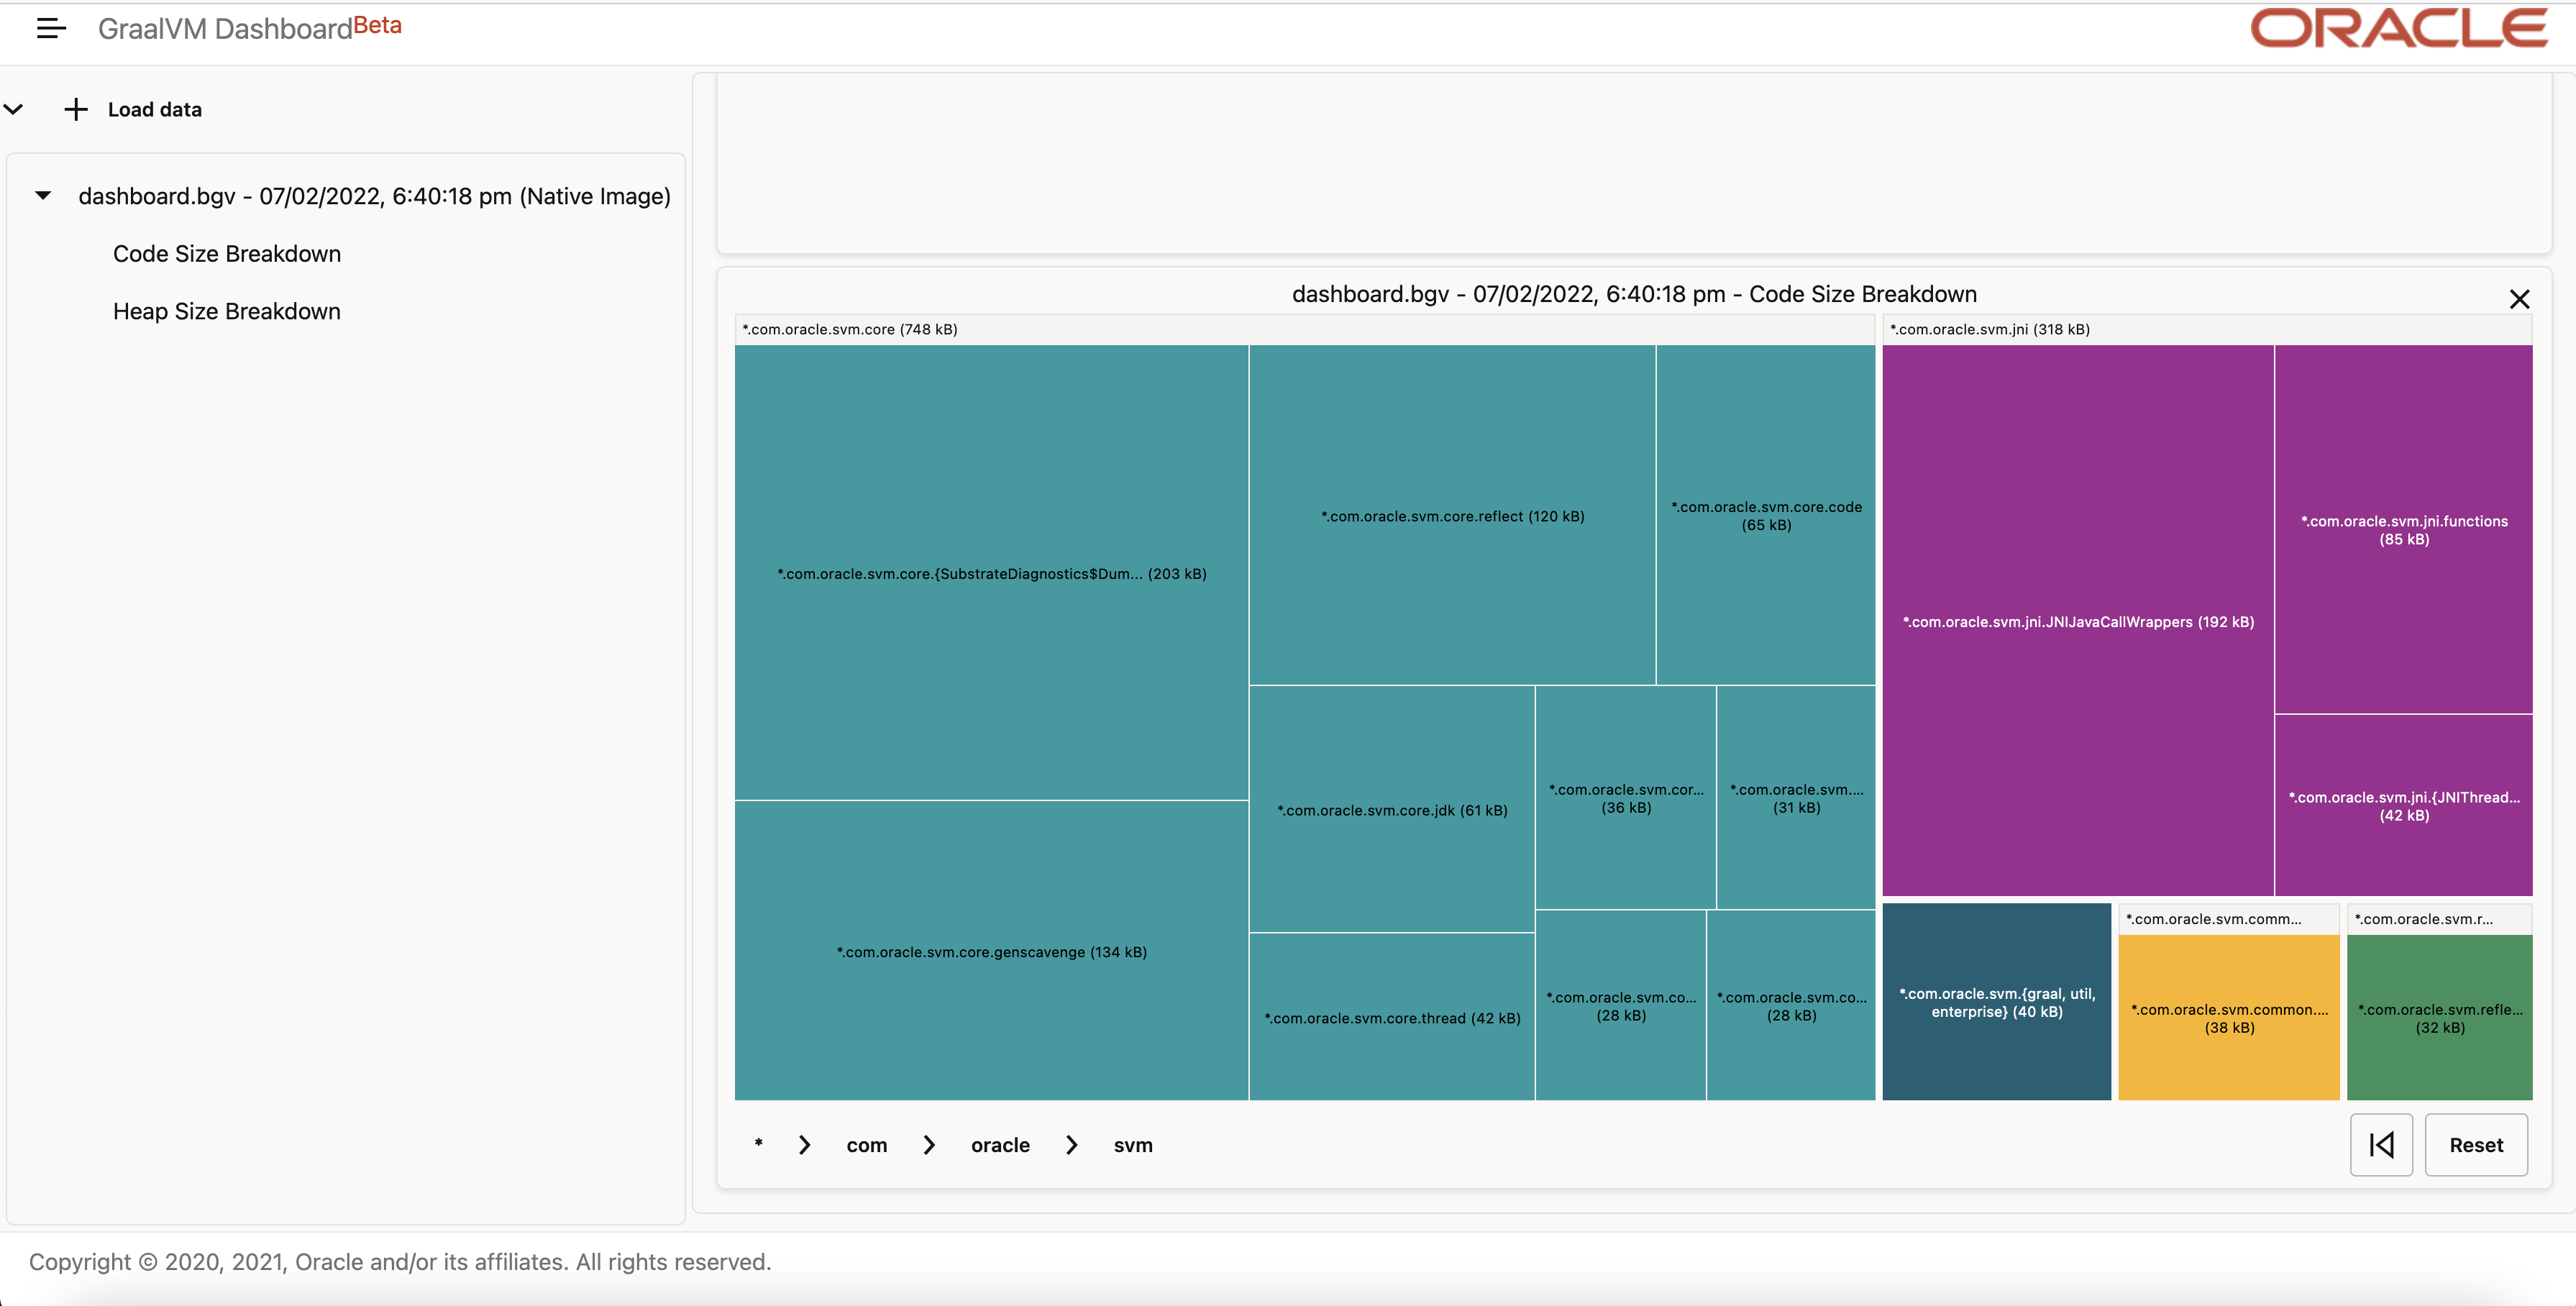 GraalVM Dashboard Beta
ORACLE
Load data
dashboard.bgv - 07/02/2022, 6:40:18 pm (Native Image)
Code Size Breakdown
Heap Size Breakdown
dashboard.bgv - 07/02/2022, 6:40:18 pm - Code Size Breakdown
*.com.oracle.svm.core (748 kB)
*.com.oracle.svm.core.{SubstrateDiagnostics$Dum... (203 kB)
*.com.oracle.svm.core.genscavenge (134 kB)
*.com.oracle.svm.core.reflect (120 kB)
*.com.oracle.svm.core.code
(65 kB)
*.com.oracle.svm.core.jdk (61 kB)
*.com.oracle.svm.core.thread (42 kB)
*.com.oracle.svm.cor...
(36 kB)
*.com.oracle.svm....
(31 kB)
*.com.oracle.svm.co...
(28 kB)
*.com.oracle.svm.co...
(28 kB)
*.com.oracle.svm.jni (318 kB)
*.com.oracle.svm.jni.JNIJavaCallWrappers (192 kB)
*.com.oracle.svm.jni.functions
(85 kB)
*.com.oracle.svm.jni.{JNIThread...
(42 kB)
*.com.oracle.svm.{graal, util,
enterprise} (40 kB)
*.com.oracle.svm.comm...
*.com.oracle.svm.common....
(38 kB)
*.com.oracle.svm.r...
*.com.oracle.svm.refle...
(32 kB)
* com oracle svm
Reset
Copyright © 2020, 2021, Oracle and/or its affiliates. All rights reserved.